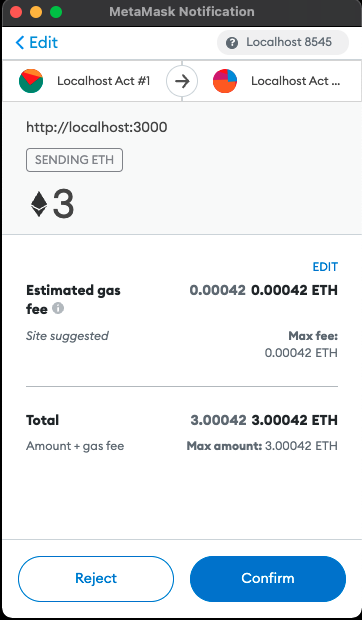 MetaMask Notification
Edit
Localhost 8545
Localhost Act #1
Localhost Act ...
http://localhost:3000
SENDING ETH
3
EDIT
Estimated gas fee 0.00042 0.00042 ETH
Site suggested Max fee:
0.00042 ETH
Total 3.00042 3.00042 ETH
Amount + gas fee Max amount: 3.00042 ETH
Reject
Confirm